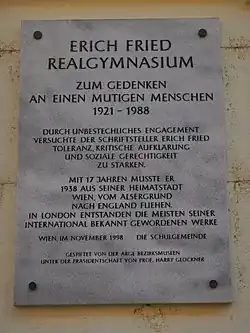 ERICH FRIED
REALGYMNASIUM
ZUM GEDENKEN
AN EINEN MUTIGEN MENSCHEN
1921 - 1988
DURCH UNBESTECHLICHES ENGAGEMENT
VERSUCHTE DER SCHRIFTSTELLER ERICH FRIED
TOLERANZ, KRITISCHE AUFKLÄRUNG
UND SOZIALE GERECHTIGKEIT
ZU STÄRKEN.
MIT 17 JAHREN MUSSTE ER
1938 AUS SEINER HEIMATSTADT
WIEN, VOM ALSERGRUND
NACH ENGLAND FLIEHEN.
IN LONDON ENTSTANDEN DIE MEISTEN SEINER
INTERNATIONAL BEKANNT GEWORDENEN WERKE
WIEN, IM NOVEMBER 1998 DIE SCHULGEMEINDE
GESTIFTET VON DER ARGE BEZIRKSMUSEEN
UNTER DER PRÄSIDENTSCHAFT VON PROF. HARRY GLÖCKNER